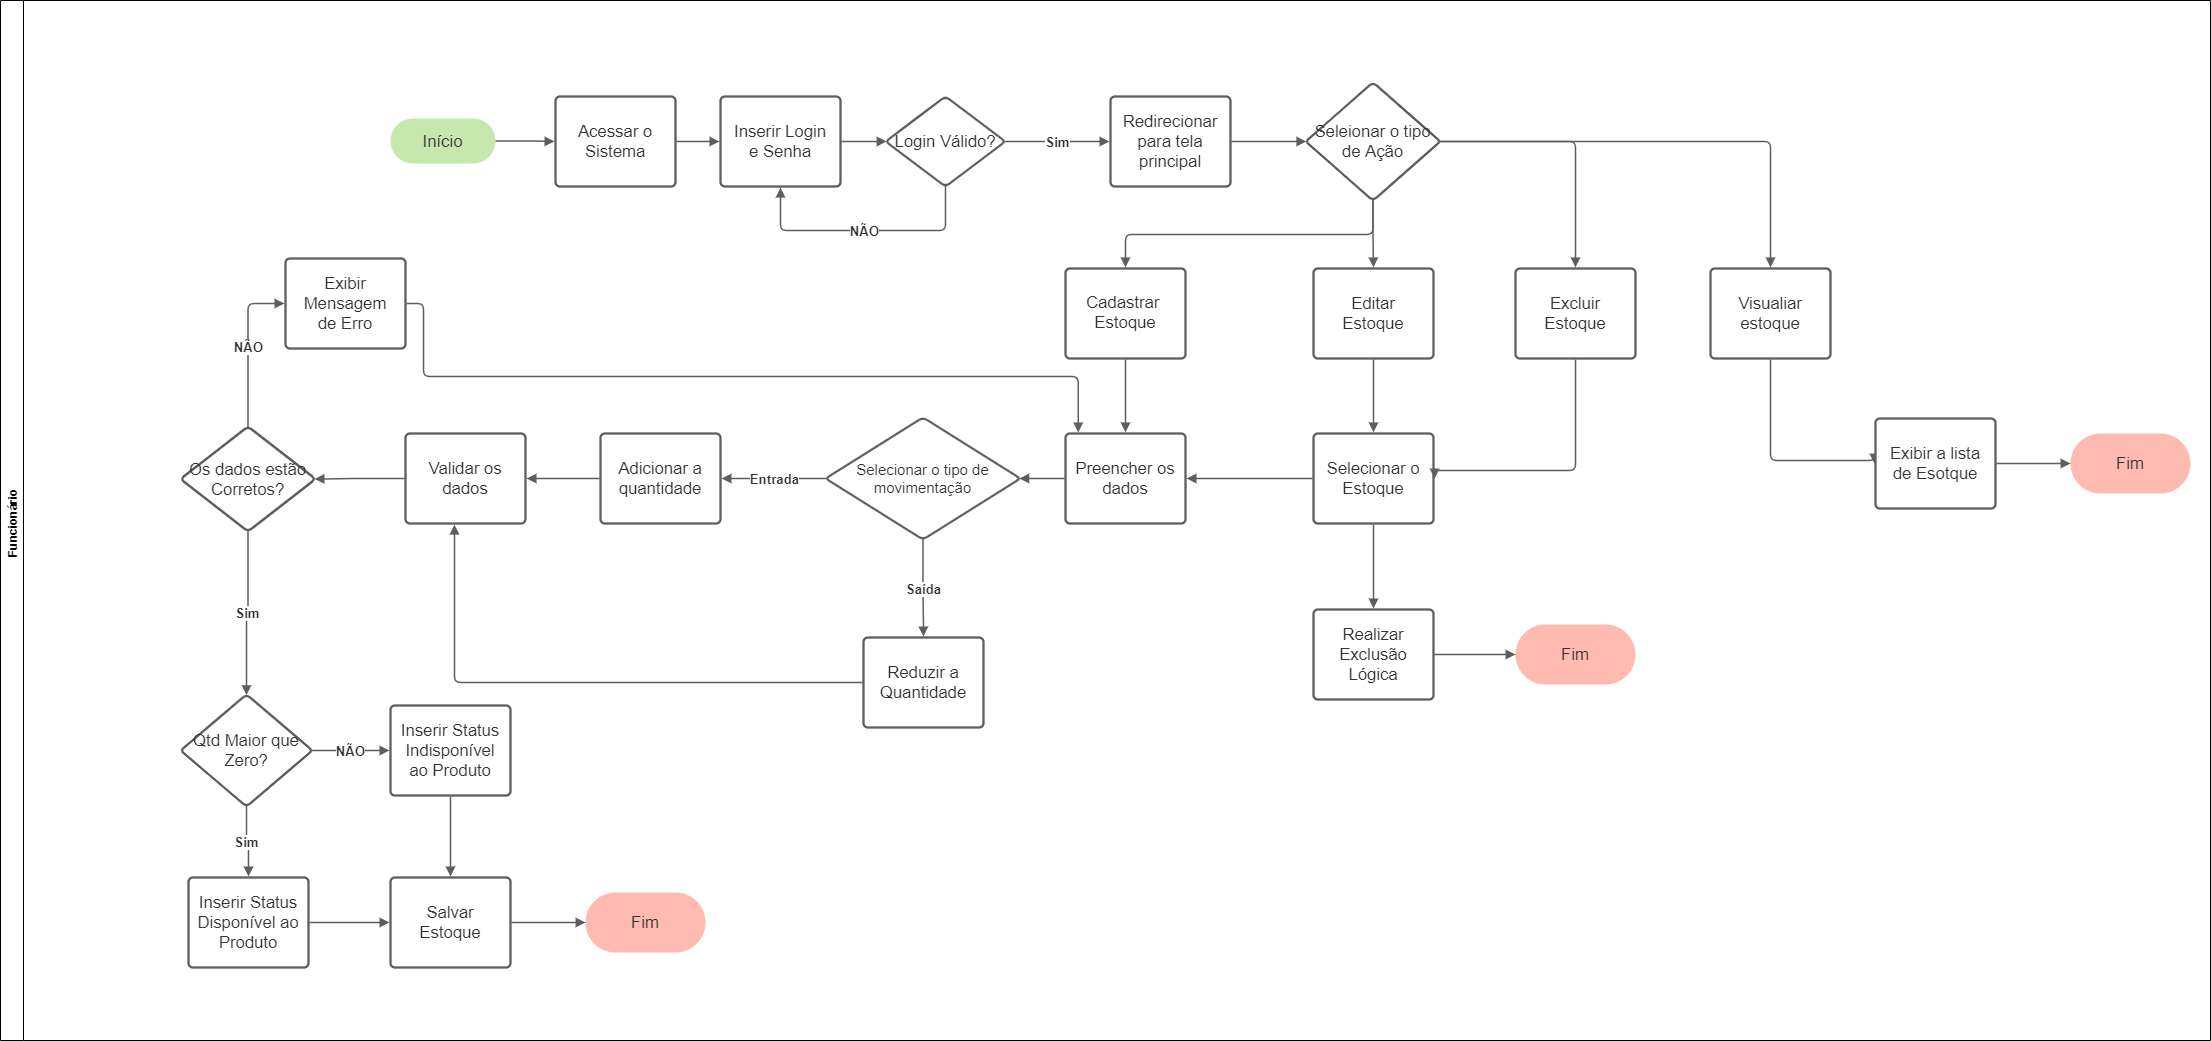 Funcionário
Início
Acessar o
Sistema
Inserir Login
e Senha
Login Válido?
Sim
NÃO
Redirecionar
para tela
principal
Seleionar o tipo
de Ação
Cadastrar
Estoque
Editar
Estoque
Excluir
Estoque
Visualiar
estoque
Exibir
Mensagem
de Erro
NÃO
Os dados estão
Corretos?
Validar os
dados
Adicionar a
quantidade
Entrada
Selecionar o tipo de
movimentação
Preencher os
dados
Selecionar o
Estoque
Exibir a lista
de Esotque
Fim
Saída
Sim
Reduzir a
Quantidade
Realizar
Exclusão
Lógica
Fim
Qtd Maior que
Zero?
NÃO
Inserir Status
Indisponível
ao Produto
Sim
Inserir Status
Disponível ao
Produto
Salvar
Estoque
Fim